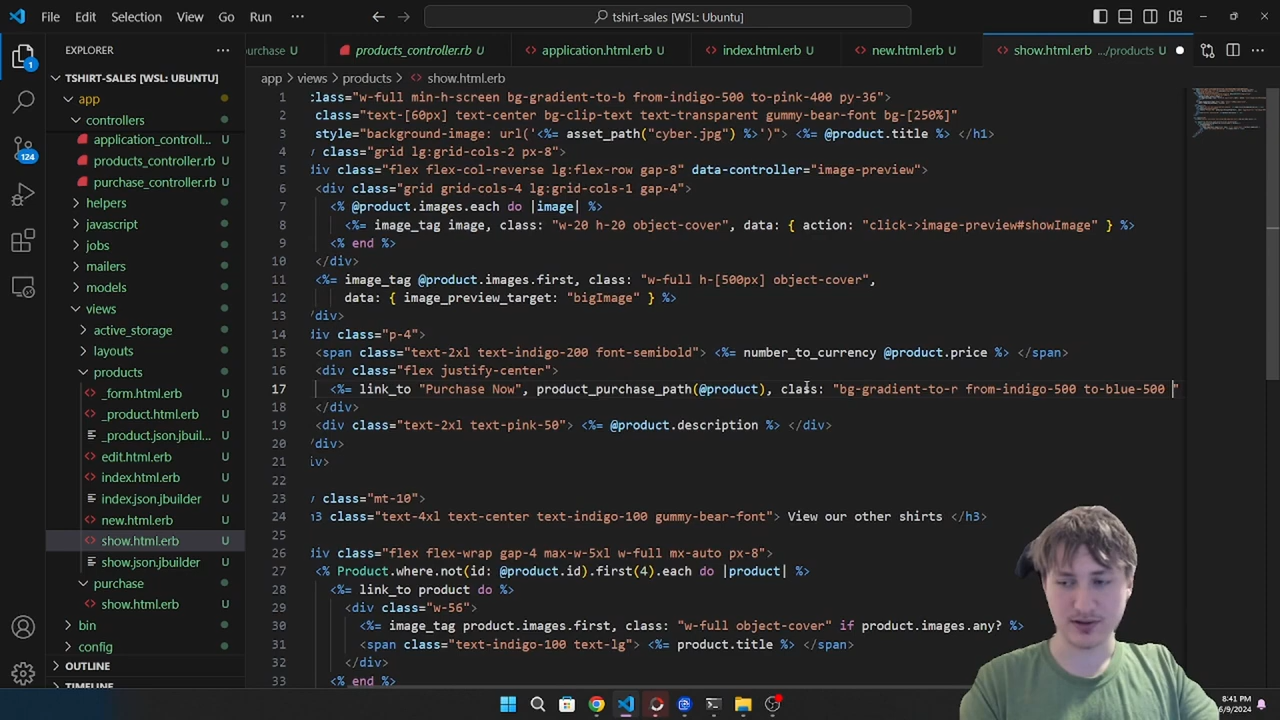 File Edit Selection View Go Run ···
tshirt-sales [WSL: Ubuntu]
EXPLORER
purchase U
products_controller.rb U
application.html.erb U
index.html.erb U
new.html.erb U
show.html.erb .../products U
app > views > products > show.html.erb
TSHIRT-SALES [WSL: UBUNTU]
app
controllers
application_controll... U
products_controller.rb U
purchase_controller.rb U
helpers
javascript
jobs
mailers
models
views
active_storage
layouts
products
_form.html.erb U
_product.html.erb U
_product.json.jbuil... U
edit.html.erb U
index.html.erb U
index.json.jbuilder U
new.html.erb U
show.html.erb U
show.json.jbuilder U
purchase
show.html.erb U
bin
config
OUTLINE
TIMELINE
1
124
1 class="w-full min-h-screen bg-gradient-to-b from-indigo-500 to-pink-400 py-36">
2 class="text-[60px] text-center bg-clip-text text-transparent gummy-bear-font bg-[250%]
3 style="background-image: url('<%= asset_path("cyber.jpg") %>')"> <%= @product.title %> </h1>
4 class="grid lg:grid-cols-2 px-8">
5 div class="flex flex-col-reverse lg:flex-row gap-8" data-controller="image-preview">
6 <div class="grid grid-cols-4 lg:grid-cols-1 gap-4">
7 <% @product.images.each do |image| %>
8 <%= image_tag image, class: "w-20 h-20 object-cover", data: { action: "click->image-preview#showImage" } %>
9 <% end %>
10 </div>
11 <%= image_tag @product.images.first, class: "w-full h-[500px] object-cover",
12 data: { image_preview_target: "bigImage" } %>
13 div>
14 div class="p-4">
15 <span class="text-2xl text-indigo-200 font-semibold"> <%= number_to_currency @product.price %> </span>
16 <div class="flex justify-center">
17 <%= link_to "Purchase Now", product_purchase_path(@product), class: "bg-gradient-to-r from-indigo-500 to-blue-500 "
18 </div>
19 <div class="text-2xl text-pink-50"> <%= @product.description %> </div>
20 div>
21 iv>
22
23 class="mt-10">
24 h3 class="text-4xl text-center text-indigo-100 gummy-bear-font"> View our other shirts </h3>
25
26 div class="flex flex-wrap gap-4 max-w-5xl w-full mx-auto px-8">
27 <% Product.where.not(id: @product.id).first(4).each do |product| %>
28 <%= link_to product do %>
29 <div class="w-56">
30 <%= image_tag product.images.first, class: "w-full object-cover" if product.images.any? %>
31 <span class="text-indigo-100 text-lg"> <%= product.title %> </span>
32 </div>
33 <% end %>
8:41 PM
6/9/2024